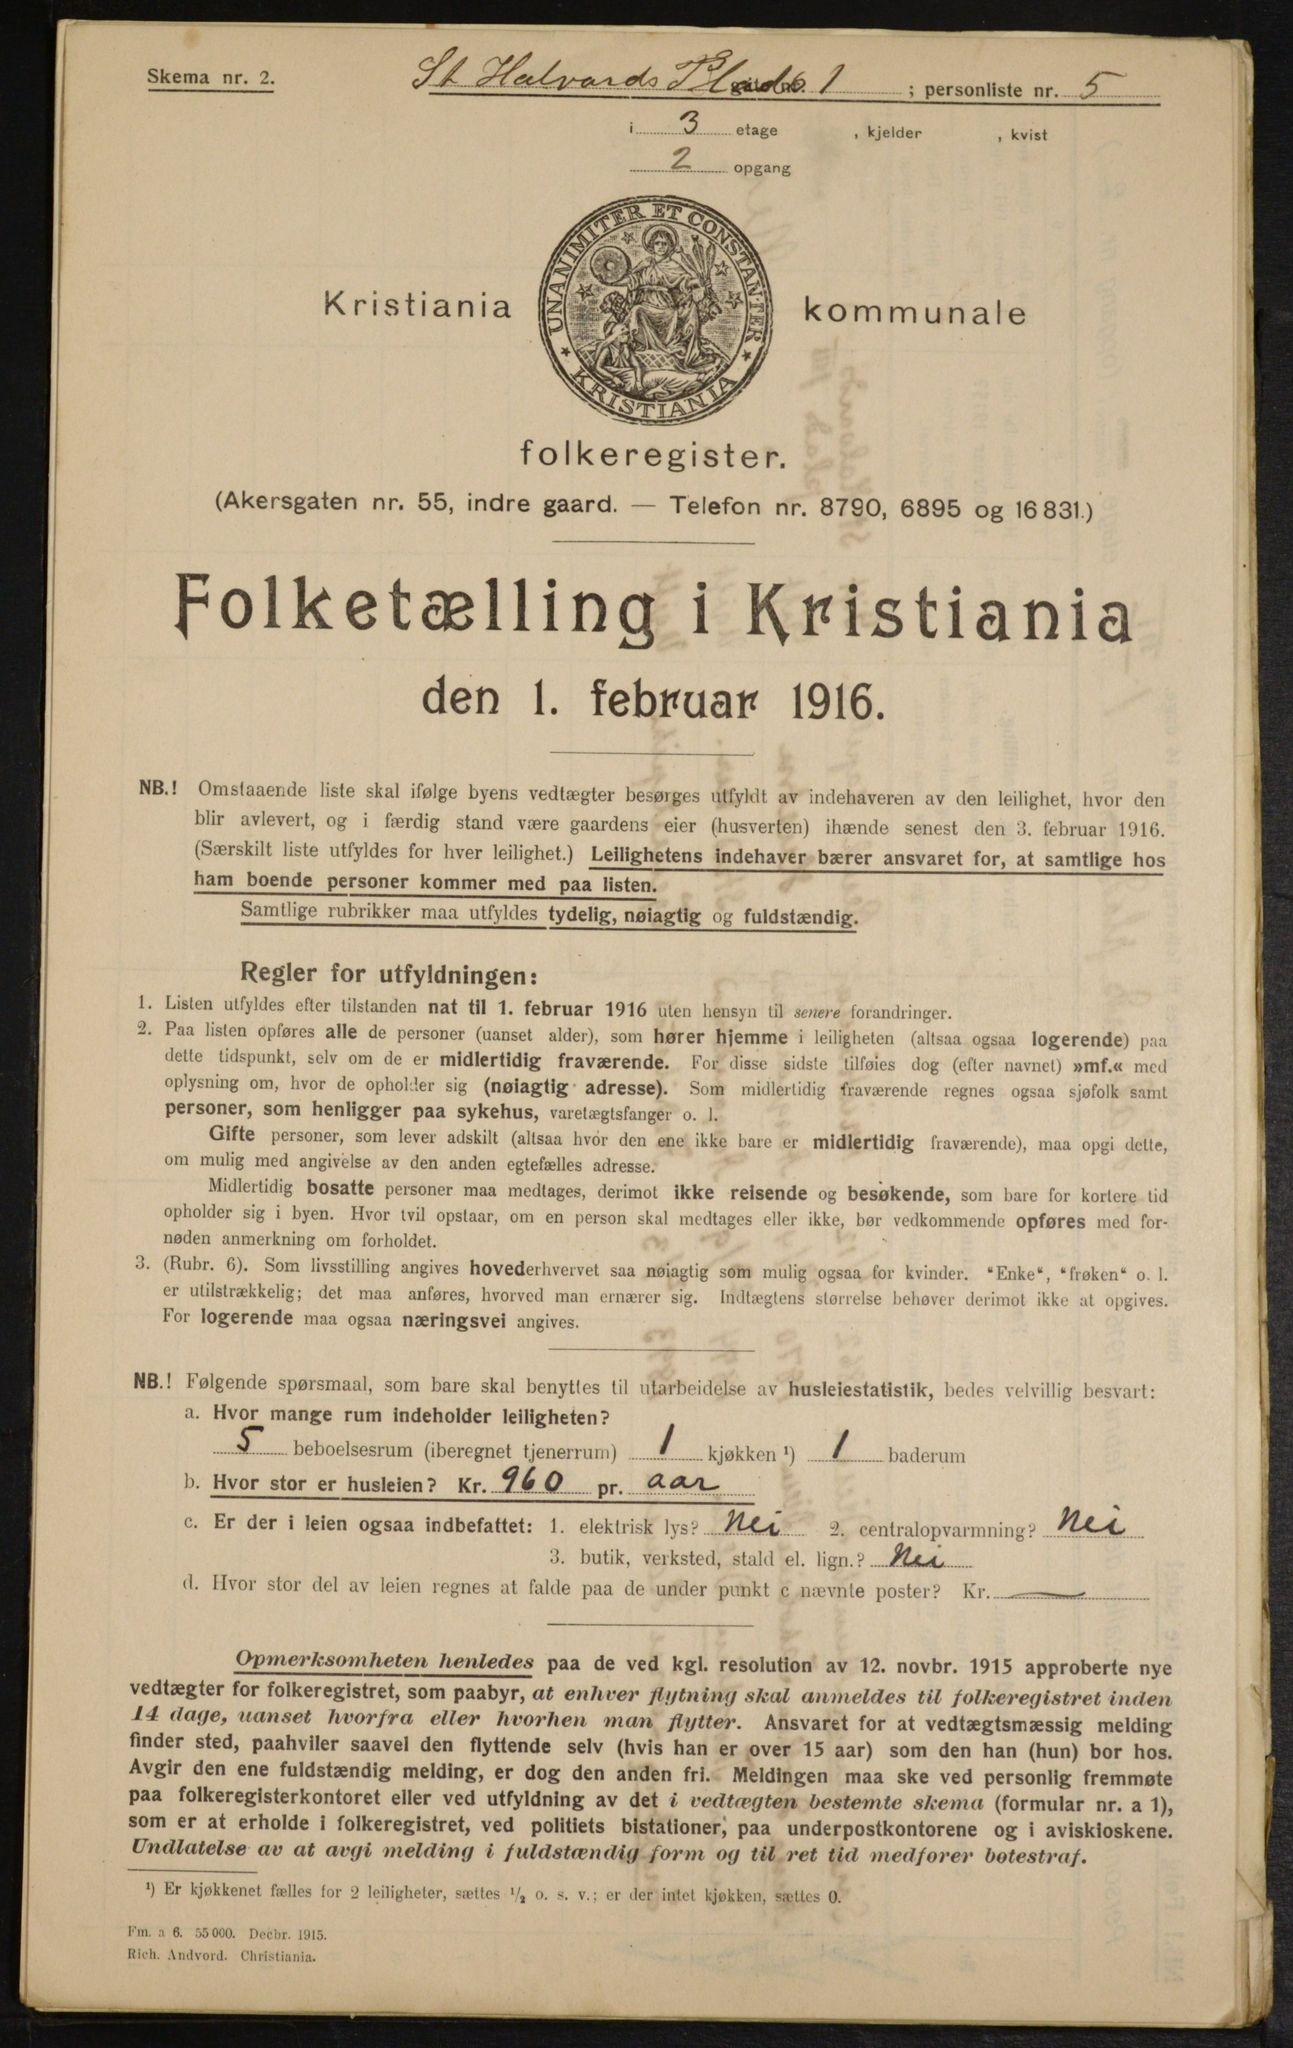 Skema nr. 2.
St Halvards Plads 1 ; personliste nr. 5
i 3 etage , kjelder , kvist
2 opgang
UNANIMITER ET CONSTANTER
KRISTIANIA
Kristiania kommunale
folkeregister.
(Akersgaten nr. 55, indre gaard. — Telefon nr. 8790, 6895 og 16 831.)
Folketælling i Kristiania
den 1. februar 1916.
NB.! Omstaaende liste skal ifølge byens vedtægter besørges utfyldt av indehaveren av den leilighet, hvor den
blir avlevert, og i færdig stand være gaardens eier (husverten) ihænde senest den 3. februar 1916.
(Særskilt liste utfyldes for hver leilighet.) Leilighetens indehaver bærer ansvaret for, at samtlige hos
ham boende personer kommer med paa listen.
Samtlige rubrikker maa utfyldes tydelig, nøiagtig og fuldstændig.
Regler for utfyldningen:
1. Listen utfyldes efter tilstanden nat til 1. februar 1916 uten hensyn til senere forandringer.
2. Paa listen opføres alle de personer (uanset alder), som hører hjemme i leiligheten (altsaa ogsaa logerende) paa
dette tidspunkt, selv om de er midlertidig fraværende. For disse sidste tilføies dog (efter navnet) »mf.« med
oplysning om, hvor de opholder sig (nøiagtig adresse). Som midlertidig fraværende regnes ogsaa sjøfolk samt
personer, som henligger paa sykehus, varetægtsfanger o. l.
Gifte personer, som lever adskilt (altsaa hvor den ene ikke bare er midlertidig fraværende), maa opgi dette,
om mulig med angivelse av den anden egtefælles adresse.
Midlertidig bosatte personer maa medtages, derimot ikke reisende og besøkende, som bare for kortere tid
opholder sig i byen. Hvor tvil opstaar, om en person skal medtages eller ikke, bør vedkommende opføres med for-
nøden anmerkning om forholdet.
3. (Rubr. 6). Som livsstilling angives hovederhvervet saa nøiagtig som mulig ogsaa for kvinder. "Enke", "frøken" o. l.
er utilstrækkelig; det maa anføres, hvorved man ernærer sig. Indtægtens størrelse behøver derimot ikke at opgives.
For logerende maa ogsaa næringsvei angives.
NB.! Følgende spørsmaal, som bare skal benyttes til utarbeidelse av husleiestatistik, bedes velvillig besvart:
a. Hvor mange rum indeholder leiligheten?
5 beboelsesrum (iberegnet tjenerrum) 1 kjøkken ¹) 1 baderum
b. Hvor stor er husleien? Kr. 960 pr. aar
c. Er der i leien ogsaa indbefattet: 1. elektrisk lys? Nei 2. centralopvarmning? Nei
3. butik, verksted, stald el. lign.? Nei
d. Hvor stor del av leien regnes at falde paa de under punkt c nævnte poster? Kr. —
Opmerksomheten henledes paa de ved kgl. resolution av 12. novbr. 1915 approberte nye
vedtægter for folkeregistret, som paabyr, at enhver flytning skal anmeldes til folkeregistret inden
14 dage, uanset hvorfra eller hvorhen man flytter. Ansvaret for at vedtægtsmæssig melding
finder sted, paahviler saavel den flyttende selv (hvis han er over 15 aar) som den han (hun) bor hos.
Avgir den ene fuldstændig melding, er dog den anden fri. Meldingen maa ske ved personlig fremmøte
paa folkeregisterkontoret eller ved utfyldning av det i vedtægten bestemte skema (formular nr. a 1),
som er at erholde i folkeregistret, ved politiets bistationer, paa underpostkontorene og i aviskioskene.
Undlatelse av at avgi melding i fuldstændig form og til ret tid medfører bøtestraf.
¹) Er kjøkkenet fælles for 2 leiligheter, sættes ½ o. s. v.; er der intet kjøkken, sættes 0.
Fm. a 6. 55 000. Decbr. 1915.
Rich. Andvord. Christiania.